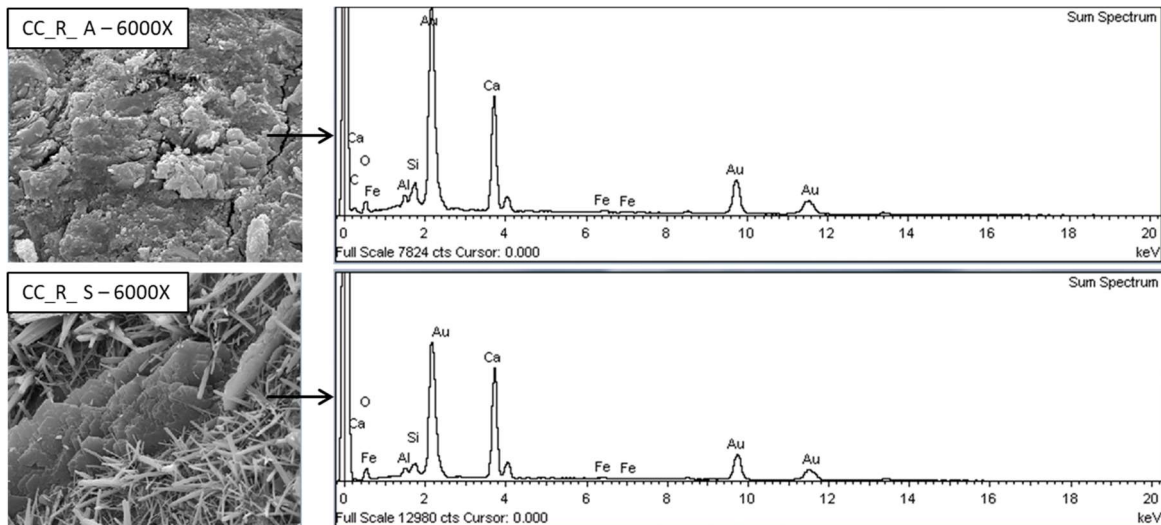 CC_R_ A – 6000X
Sum Spectrum
Au
Ca
Ca
O
Si
C
Fe
Al
Au
Au
Fe Fe
0 2 4 6 8 10 12 14 16 18 20
Full Scale 7824 cts Cursor: 0.000 keV
CC_R_ S – 6000X
Sum Spectrum
Au
Ca
O
Ca
Si
Fe
Al
Au
Au
Fe Fe
0 2 4 6 8 10 12 14 16 18 20
Full Scale 12980 cts Cursor: 0.000 keV